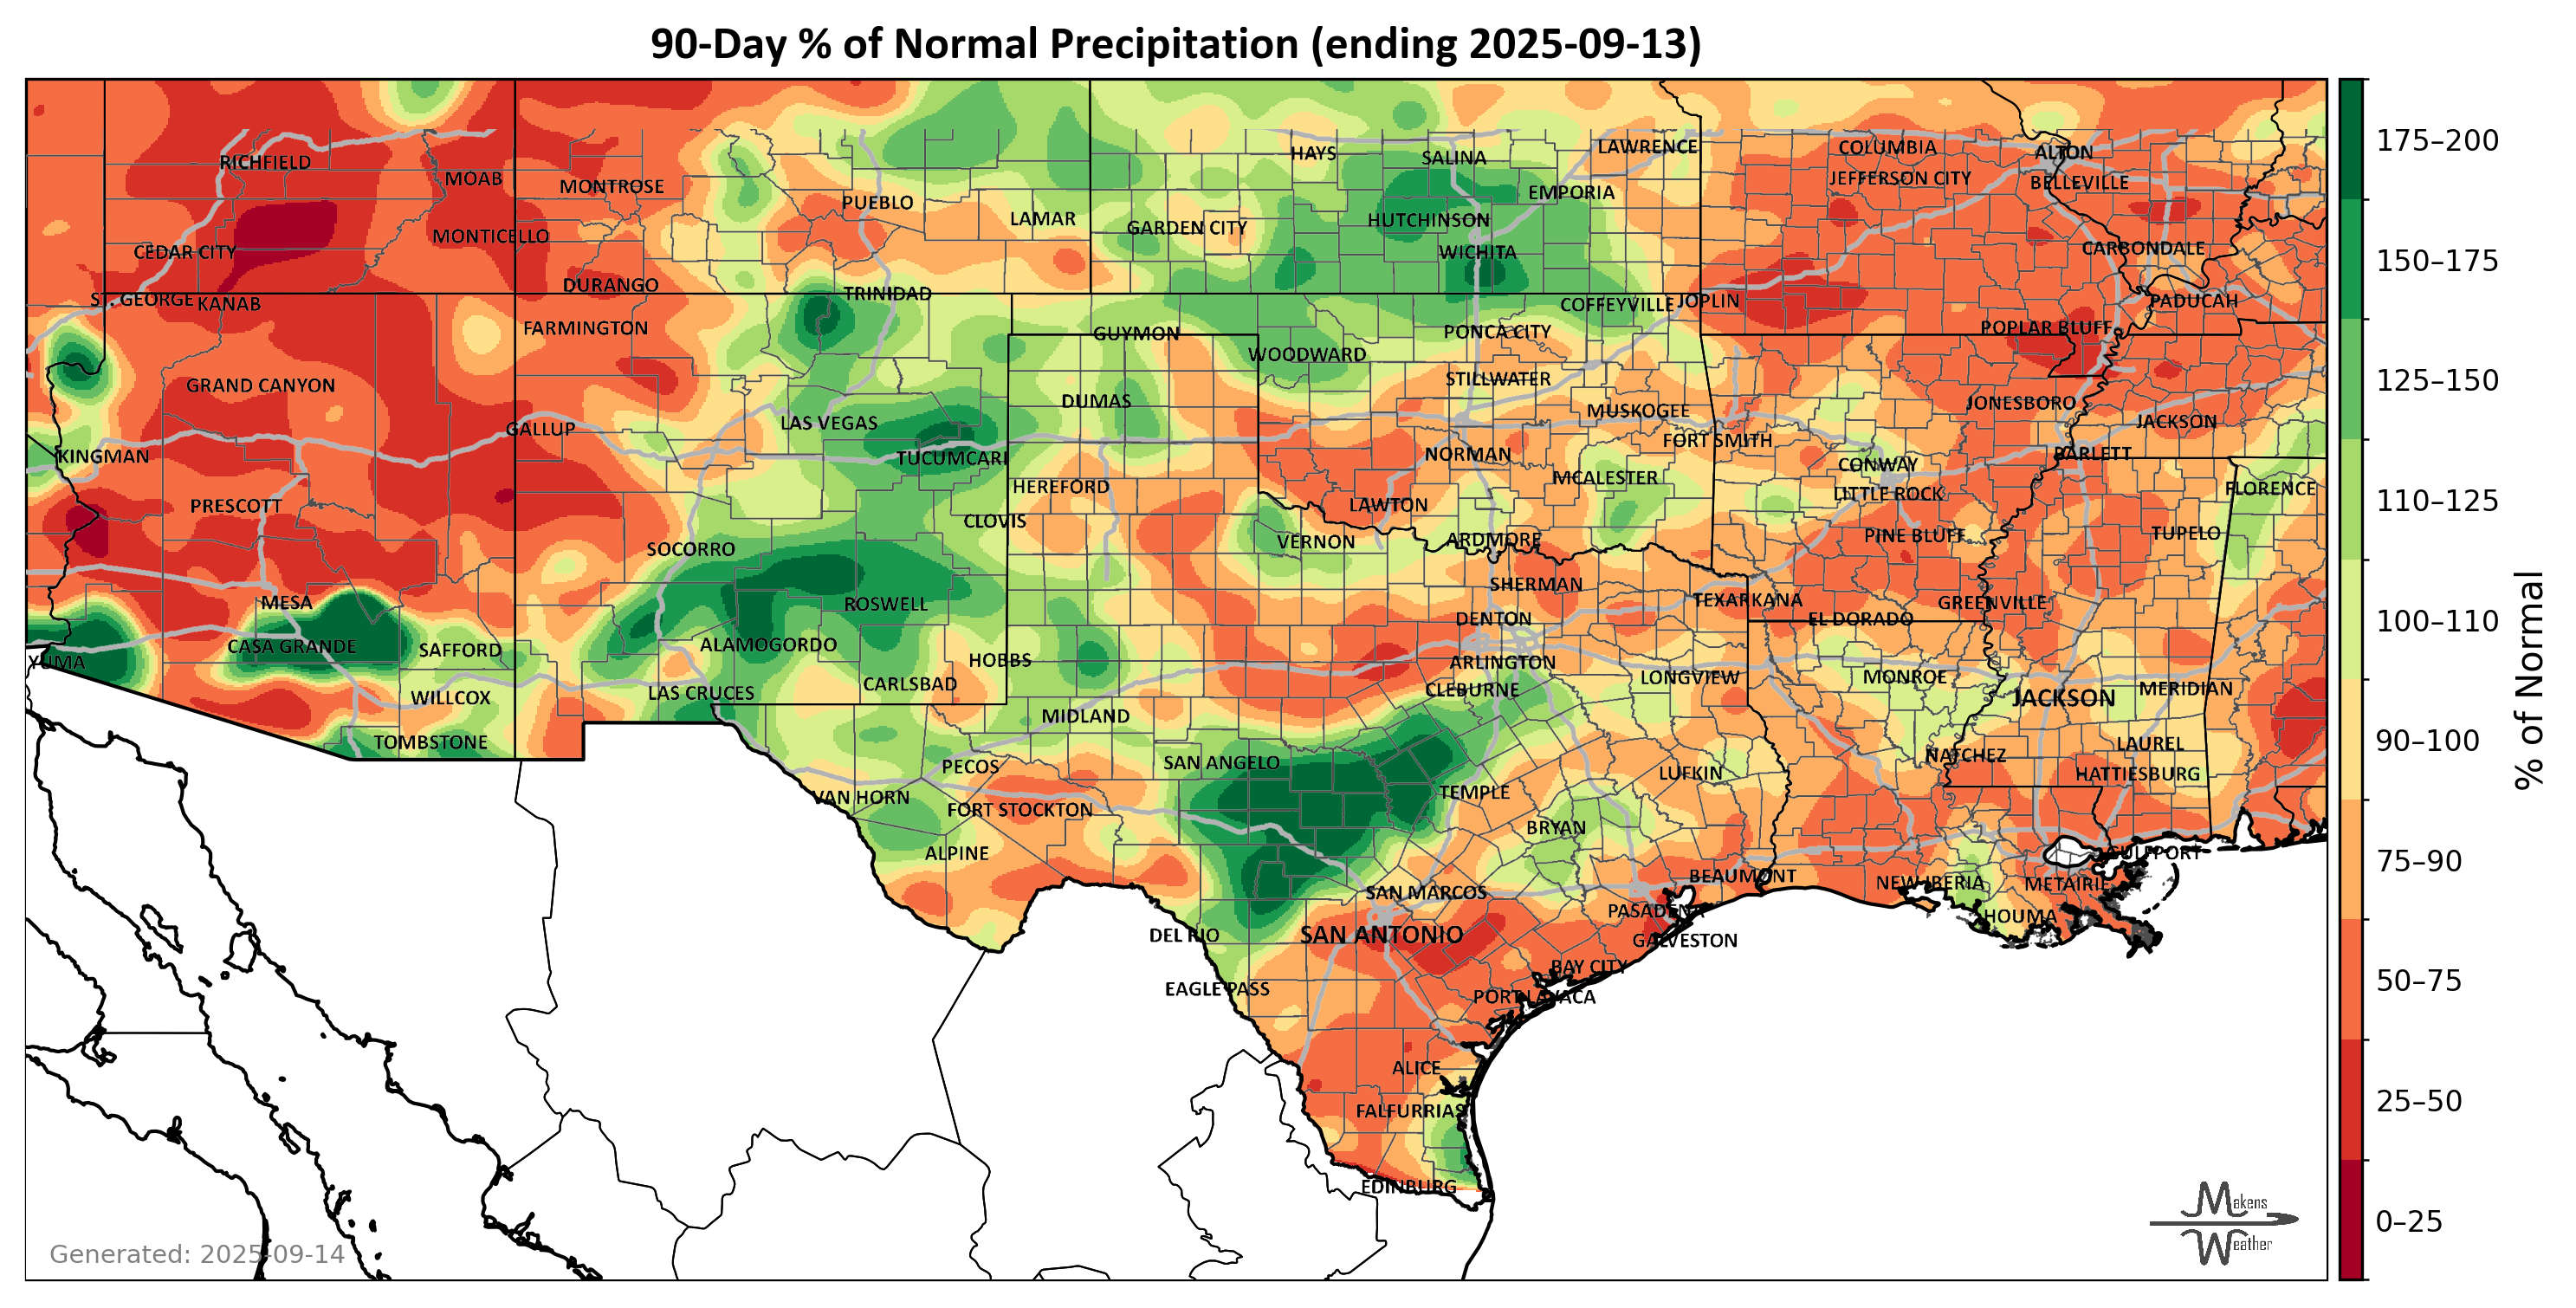 90-Day % of Normal Precipitation (ending 2025-09-13)
HAYS
LAWRENCE
COLUMBIA
ALTON
SALINA
RICHFIELD
MOAB
MONTROSE
JEFFERSON CITY
BELLEVILLE
EMPORIA
PUEBLO
LAMAR
GARDEN CITY
HUTCHINSON
MONTICELLO
CEDAR CITY
WICHITA
CARBONDALE
DURANGO
TRINIDAD
ST. GEORGE
KANAB
COFFEYVILLE
JOPLIN
PADUCAH
FARMINGTON
GUYMON
PONCA CITY
POPLAR BLUFF
WOODWARD
GRAND CANYON
STILLWATER
DUMAS
MUSKOGEE
JONESBORO
LAS VEGAS
JACKSON
GALLUP
FORT SMITH
KINGMAN
TUCUMCARI
NORMAN
BARLETT
CONWAY
MCALESTER
HEREFORD
FLORENCE
PRESCOTT
LAWTON
LITTLE ROCK
CLOVIS
VERNON
ARDMORE
PINE BLUFF
TUPELO
SOCORRO
SHERMAN
MESA
ROSWELL
TEXARKANA
GREENVILLE
DENTON
EL DORADO
CASA GRANDE
SAFFORD
ALAMOGORDO
YUMA
HOBBS
ARLINGTON
WILLCOX
LAS CRUCES
CARLSBAD
CLEBURNE
LONGVIEW
MONROE
JACKSON
MERIDIAN
MIDLAND
TOMBSTONE
LAUREL
NATCHEZ
PECOS
SAN ANGELO
LUFKIN
HATTIESBURG
VAN HORN
FORT STOCKTON
TEMPLE
BRYAN
ALPINE
GULFPORT
SAN MARCOS
BEAUMONT
NEW IBERIA
METAIRIE
PASADENA
HOUMA
DEL RIO
SAN ANTONIO
GALVESTON
BAY CITY
EAGLE PASS
PORT LAVACA
ALICE
FALFURRIAS
EDINBURG
175–200
150–175
125–150
110–125
100–110
90–100
75–90
50–75
25–50
0–25
% of Normal
Generated: 2025-09-14
Makens
Weather